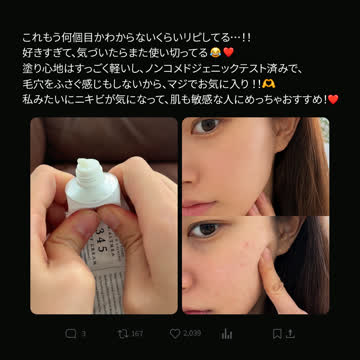 これもう何個目かわからないくらいリピしてる…!!
好きすぎて、気づいたらまた使い切ってる😂❤️
塗り心地はすっごく軽いし、ノンコメドジェニックテスト済みで、
毛穴をふさぐ感じもしないから、マジでお気に入り!!🫶
私みたいにニキビが気になって、肌も敏感な人にめっちゃおすすめ!❤️
345
3
167
2,039